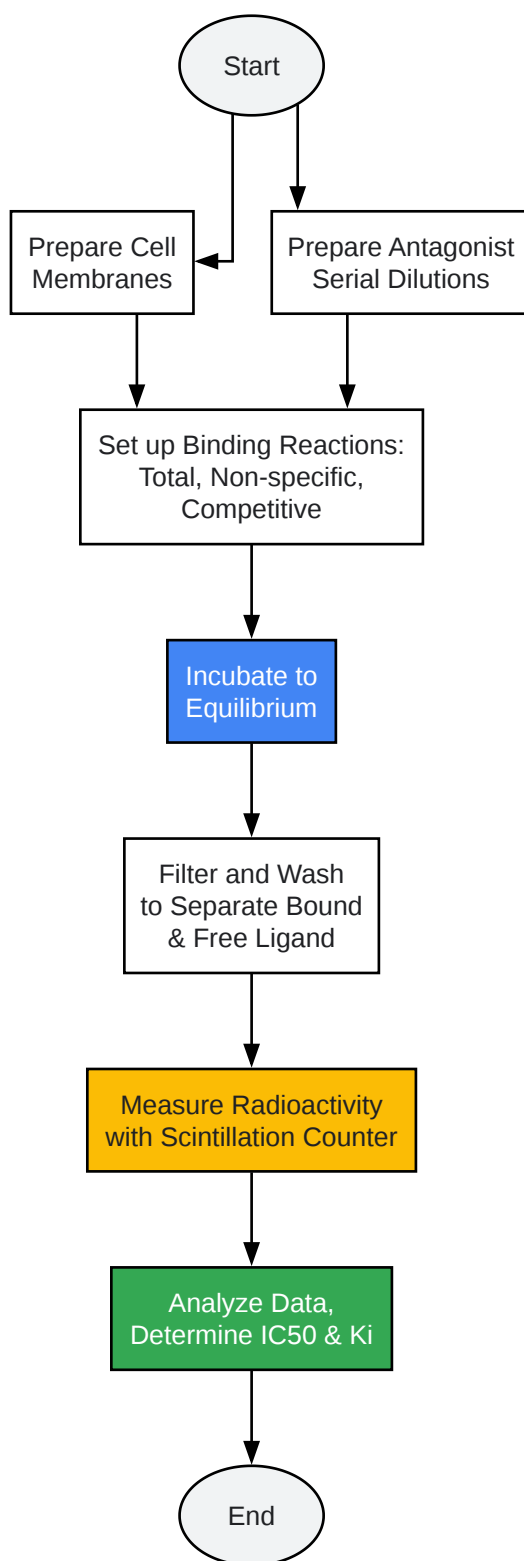 Start
Prepare Cell
Membranes
Prepare Antagonist
Serial Dilutions
Set up Binding Reactions:
Total, Non-specific,
Competitive
Incubate to
Equilibrium
Filter and Wash
to Separate Bound
& Free Ligand
Measure Radioactivity
with Scintillation Counter
Analyze Data,
Determine IC50 & Ki
End